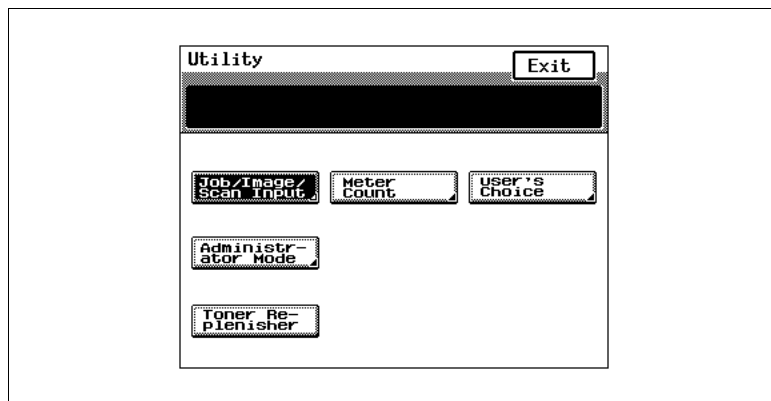 Utility
Exit
Job/Image/
Scan Input
Meter
Count
User's
Choice
Administr-
ator Mode
Toner Re-
plenisher